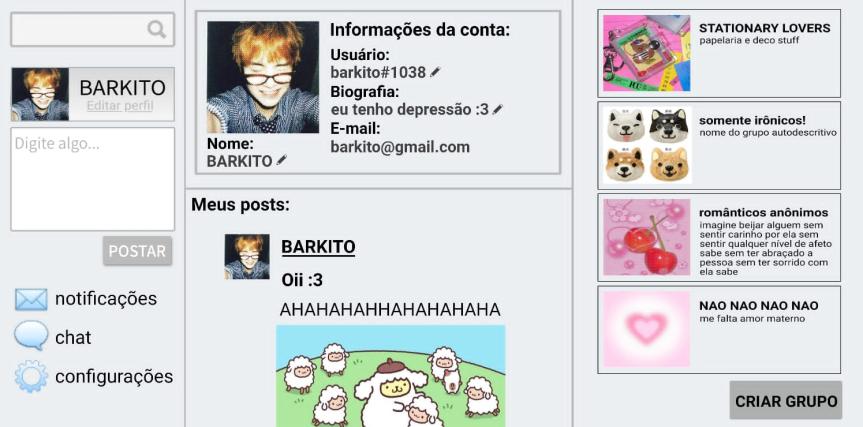 BARKITO
Editar perfil
Digite algo...
POSTAR
notificações
chat
configurações
Informações da conta:
Usuário:
barkito#1038
Biografia:
eu tenho depressão :3
E-mail:
barkito@gmail.com
Nome:
BARKITO
Meus posts:
BARKITO
Oii :3
AHAHAHAHHAHAHAHAHA
STATIONARY LOVERS
papelaria e deco stuff
somente irônicos!
nome do grupo autodescritivo
românticos anônimos
imagine beijar alguem sem
sentir carinho por ela sem
sentir qualquer nível de afeto
sabe sem ter abraçado a
pessoa sem ter sorrido com
ela sabe
NAO NAO NAO NAO
me falta amor materno
CRIAR GRUPO